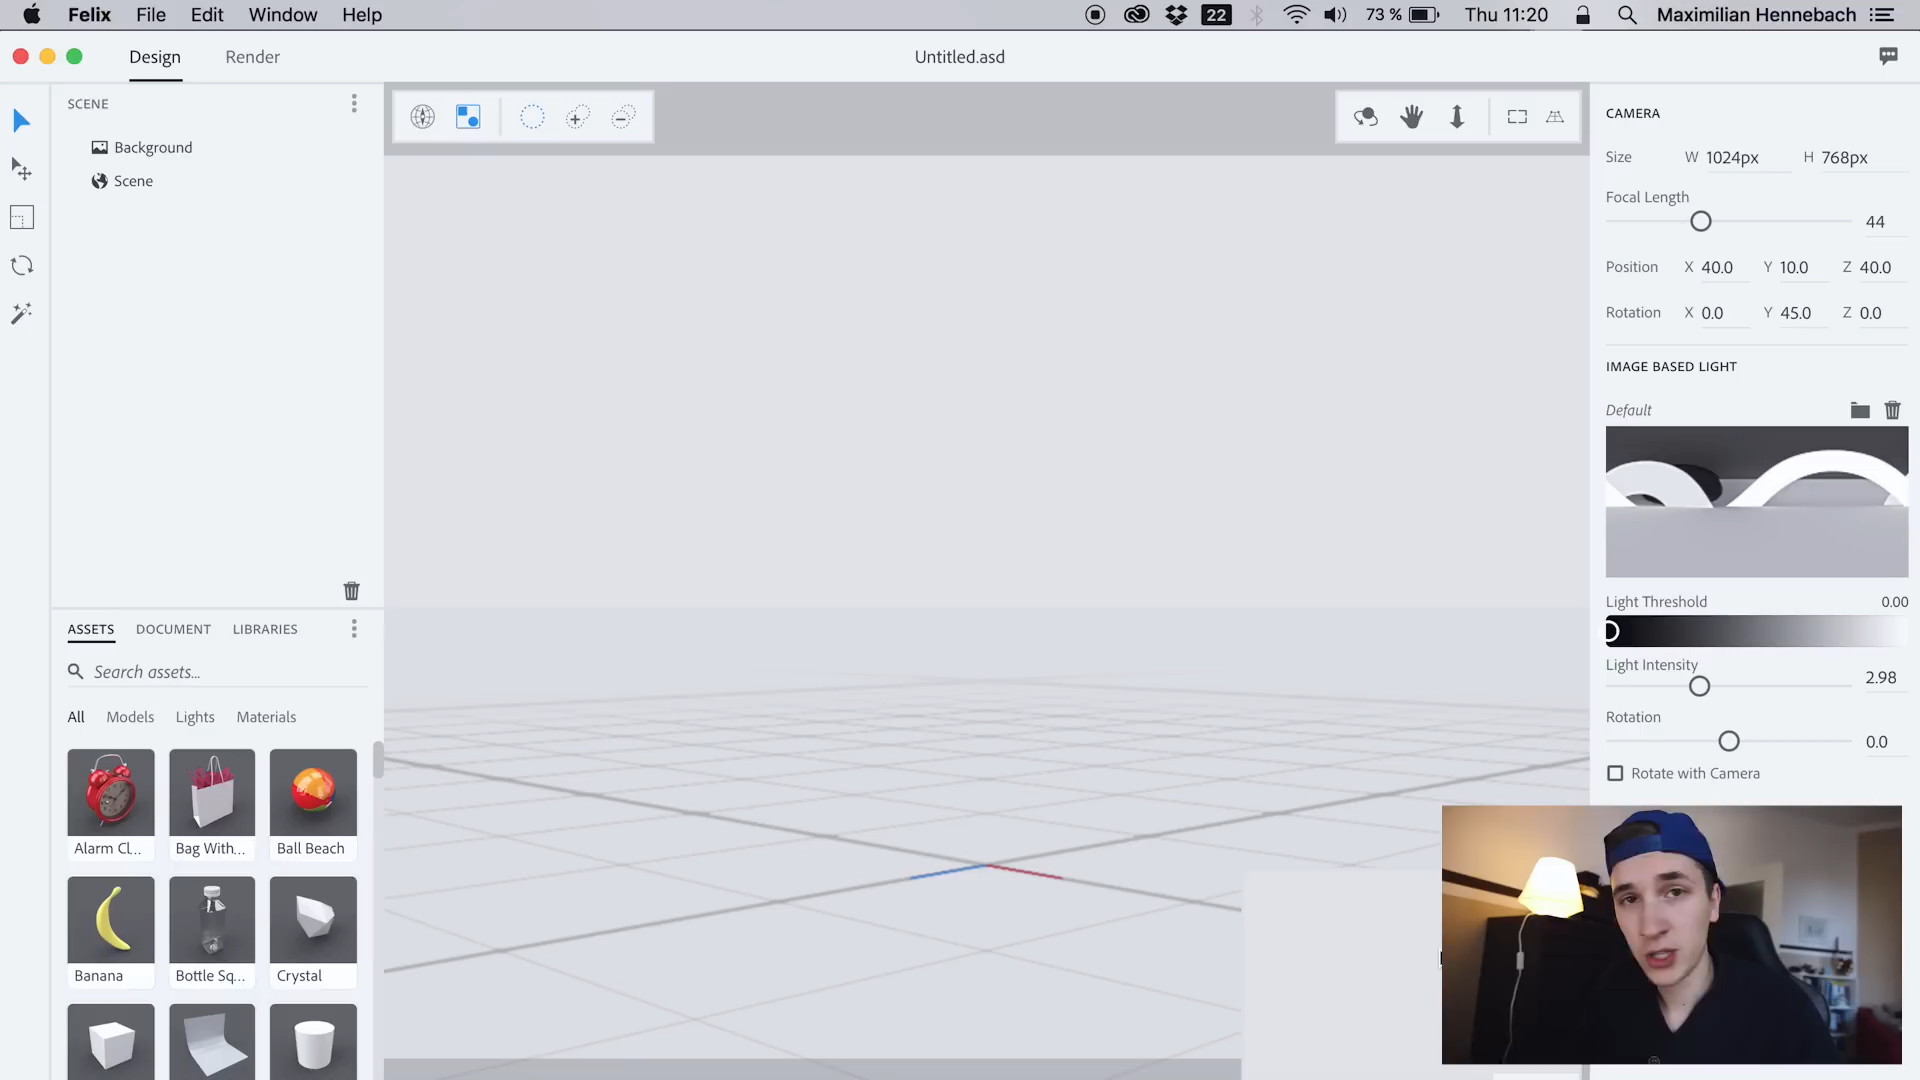 Felix File Edit Window Help 22 73 % Thu 11:20 Maximilian Hennebach
Design Render Untitled.asd
SCENE
Background
Scene
ASSETS DOCUMENT LIBRARIES
Search assets...
All Models Lights Materials
Alarm Cl... Bag With... Ball Beach
Banana Bottle Sq... Crystal
CAMERA
Size W 1024px H 768px
Focal Length
44
Position X 40.0 Y 10.0 Z 40.0
Rotation X 0.0 Y 45.0 Z 0.0
IMAGE BASED LIGHT
Default
Light Threshold 0.00
Light Intensity
2.98
Rotation
0.0
Rotate with Camera